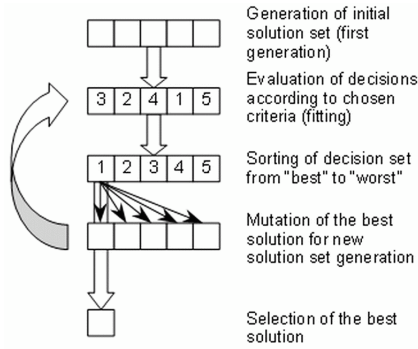 Generation of initial
solution set (first
generation)
3 2 4 1 5
Evaluation of decisions
according to chosen
criteria (fitting)
1 2 3 4 5
Sorting of decision set
from "best" to "worst"
Mutation of the best
solution for new
solution set generation
Selection of the best
solution